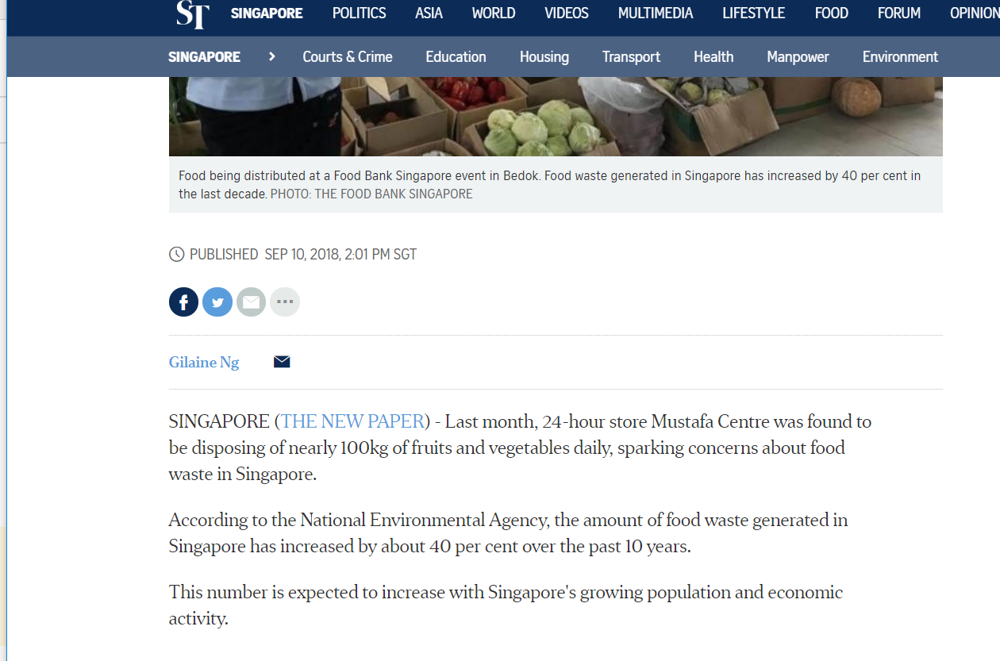 ST SINGAPORE POLITICS ASIA WORLD VIDEOS MULTIMEDIA LIFESTYLE FOOD FORUM OPINION
SINGAPORE > Courts & Crime Education Housing Transport Health Manpower Environment
Food being distributed at a Food Bank Singapore event in Bedok. Food waste generated in Singapore has increased by 40 per cent in
the last decade. PHOTO: THE FOOD BANK SINGAPORE
PUBLISHED SEP 10, 2018, 2:01 PM SGT
Gilaine Ng
SINGAPORE (THE NEW PAPER) - Last month, 24-hour store Mustafa Centre was found to
be disposing of nearly 100kg of fruits and vegetables daily, sparking concerns about food
waste in Singapore.
According to the National Environmental Agency, the amount of food waste generated in
Singapore has increased by about 40 per cent over the past 10 years.
This number is expected to increase with Singapore's growing population and economic
activity.